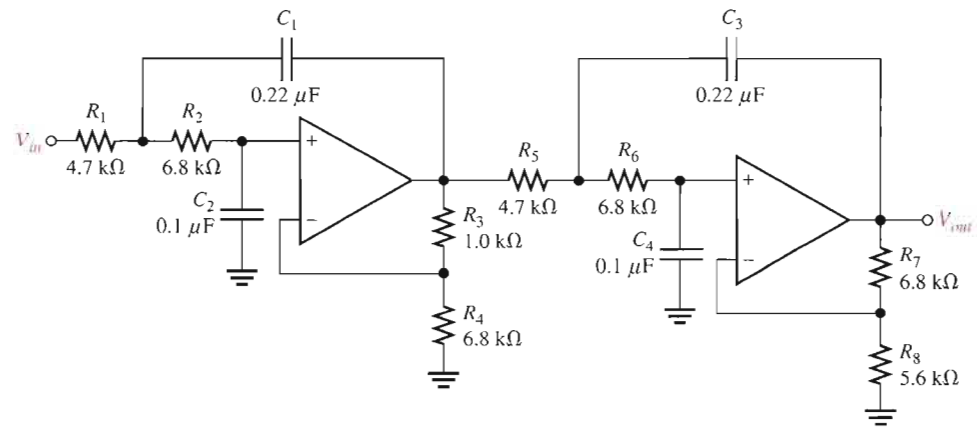 C1
0.22 μF
C3
0.22 μF
Vin
R1
4.7 kΩ
R2
6.8 kΩ
C2
0.1 μF
+
−
R3
1.0 kΩ
R4
6.8 kΩ
R5
4.7 kΩ
R6
6.8 kΩ
C4
0.1 μF
+
−
Vout
R7
6.8 kΩ
R8
5.6 kΩ